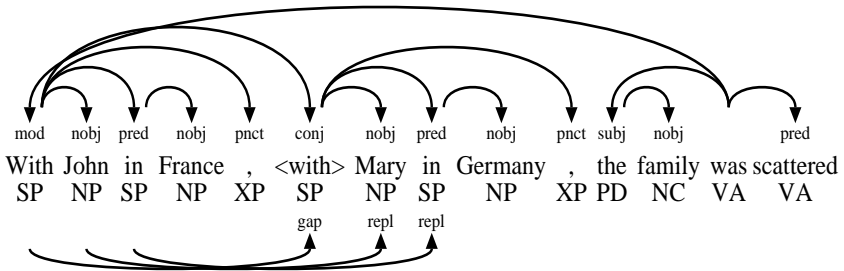 mod nobj pred nobj pnct conj nobj pred nobj pnct subj nobj pred
With John in France , <with> Mary in Germany , the family was scattered
SP NP SP NP XP SP NP SP NP XP PD NC VA VA
gap repl repl